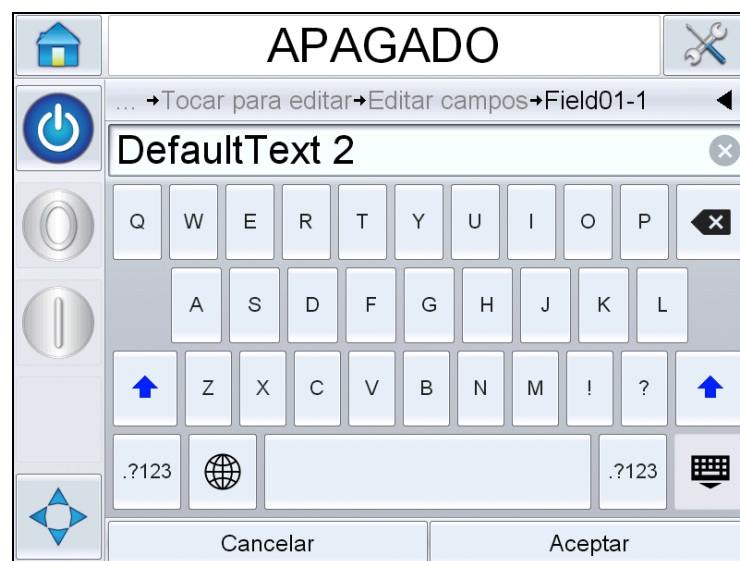 APAGADO
... →Tocar para editar→Editar campos→Field01-1
DefaultText 2
Q W E R T Y U I O P
A S D F G H J K L
Z X C V B N M ! ?
.?123 .?123
Cancelar Aceptar